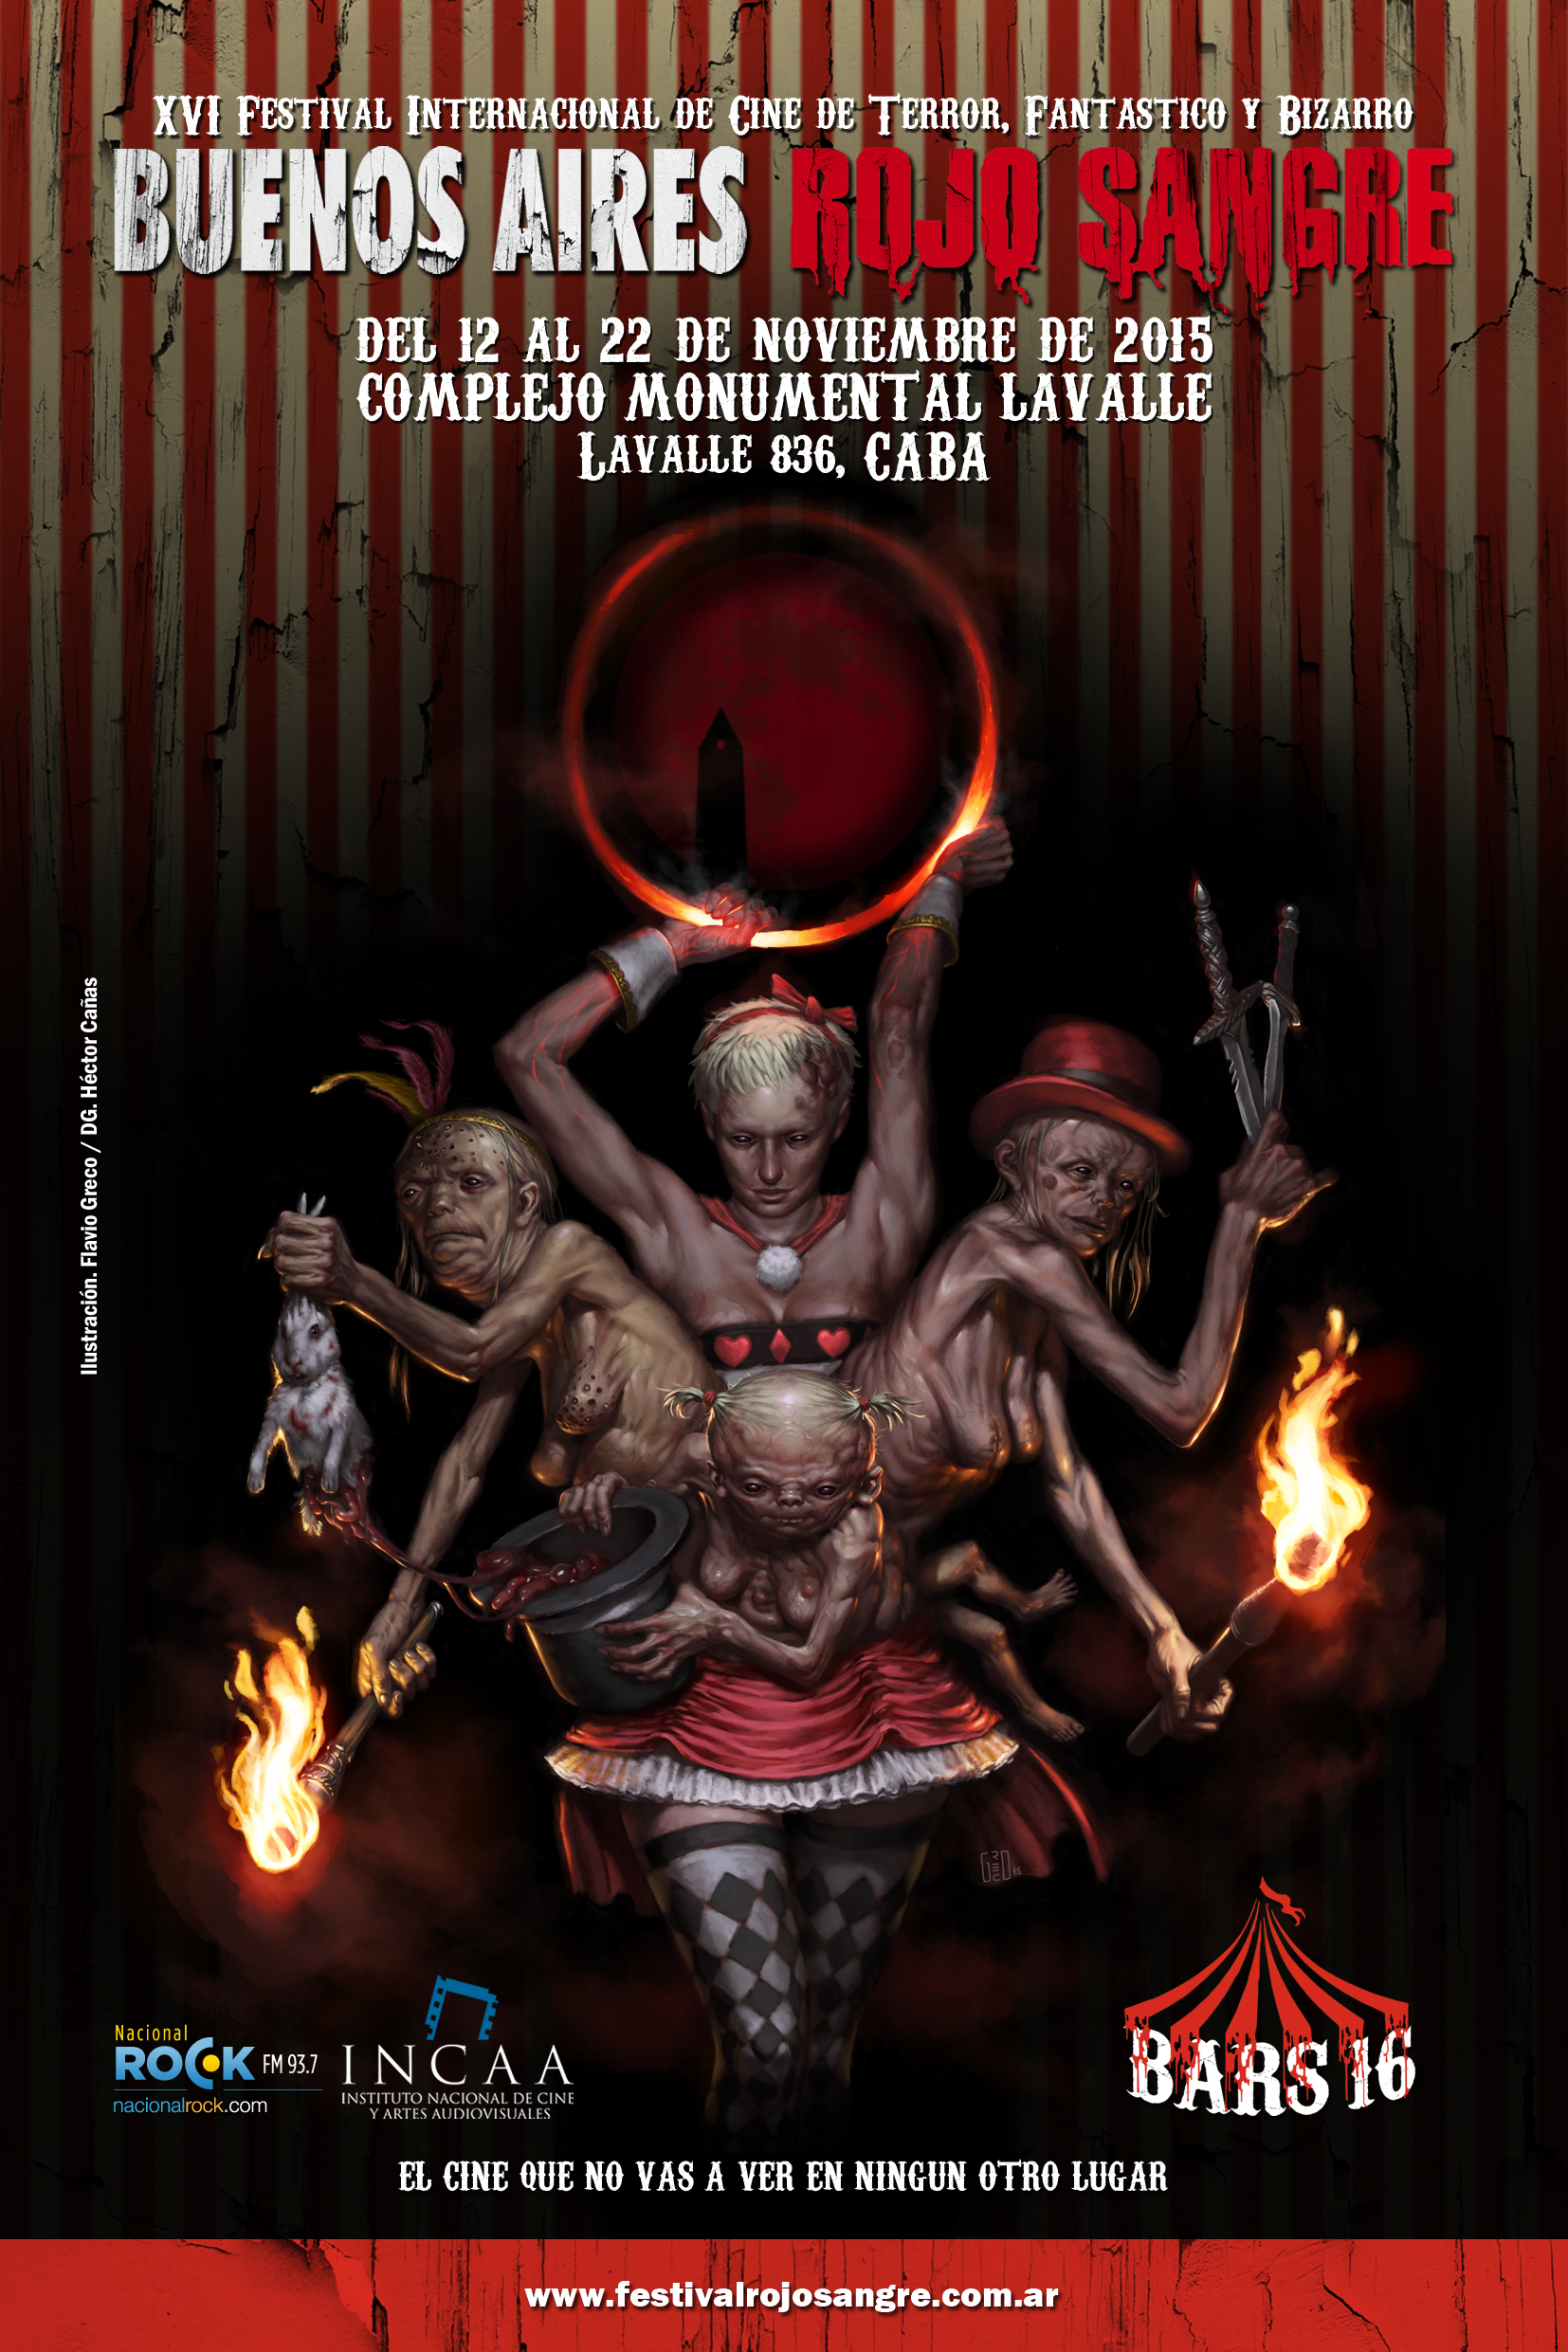 XVI Festival Internacional de Cine de Terror, Fantastico y Bizarro
BUENOS AIRES ROJO SANGRE
DEL 12 AL 22 DE NOVIEMBRE DE 2015
COMPLEJO MONUMENTAL LAVALLE
Lavalle 836, CABA
Ilustración. Flavio Greco / DG. Héctor Cañas
GRECO 15
Nacional
ROCK FM 93.7
nacionalrock.com
INCAA
INSTITUTO NACIONAL DE CINE
Y ARTES AUDIOVISUALES
BARS 16
EL CINE QUE NO VAS A VER EN NINGUN OTRO LUGAR
www.festivalrojosangre.com.ar